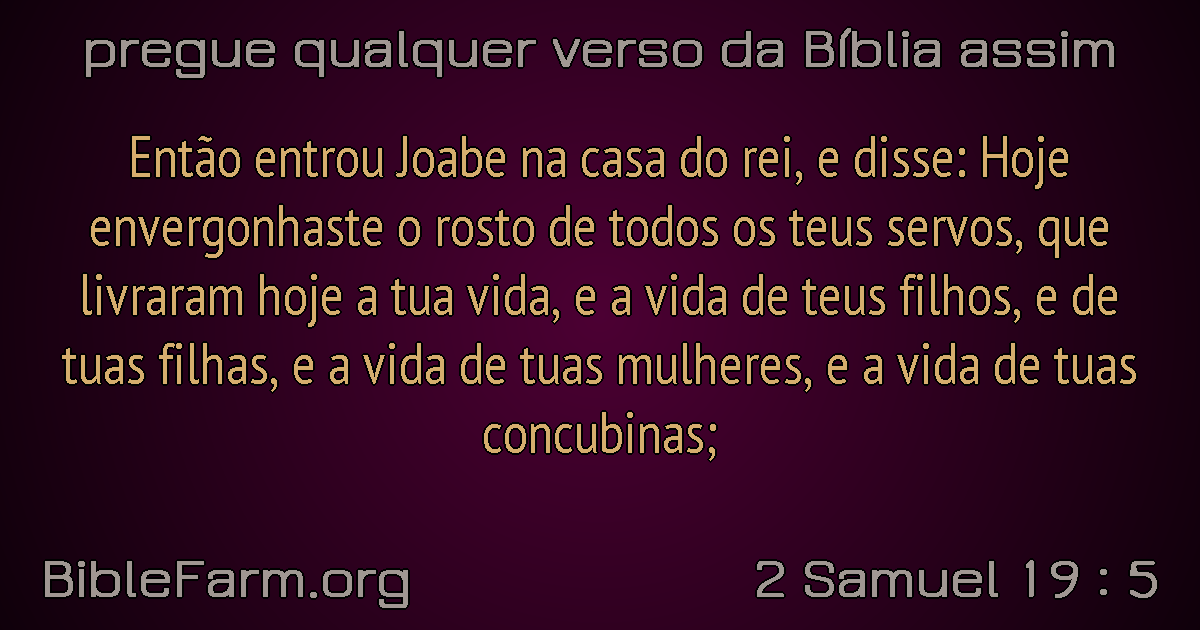 pregue qualquer verso da Bíblia assim
Então entrou Joabe na casa do rei, e disse: Hoje
envergonhaste o rosto de todos os teus servos, que
livraram hoje a tua vida, e a vida de teus filhos, e de
tuas filhas, e a vida de tuas mulheres, e a vida de tuas
concubinas;
BibleFarm.org
2 Samuel 19 : 5